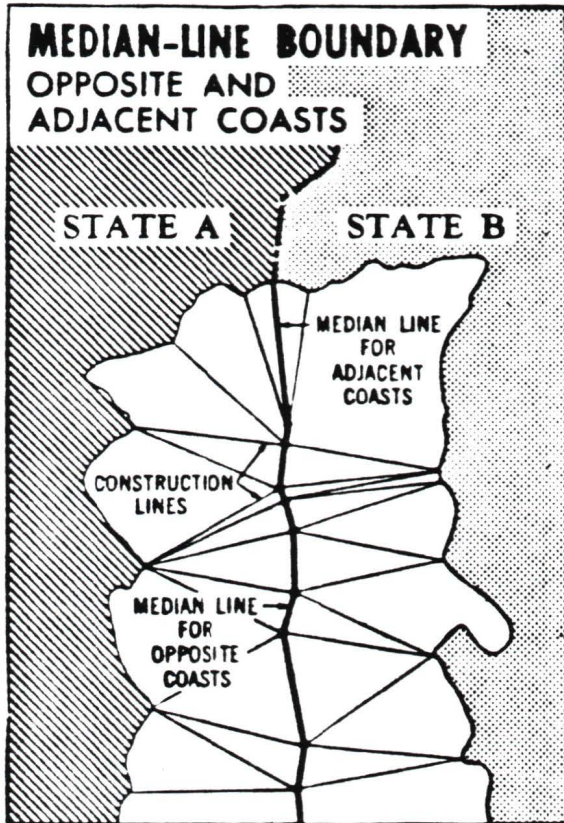 MEDIAN-LINE BOUNDARY
OPPOSITE AND
ADJACENT COASTS
STATE A
STATE B
MEDIAN LINE
FOR
ADJACENT
COASTS
CONSTRUCTION
LINES
MEDIAN LINE
FOR
OPPOSITE
COASTS